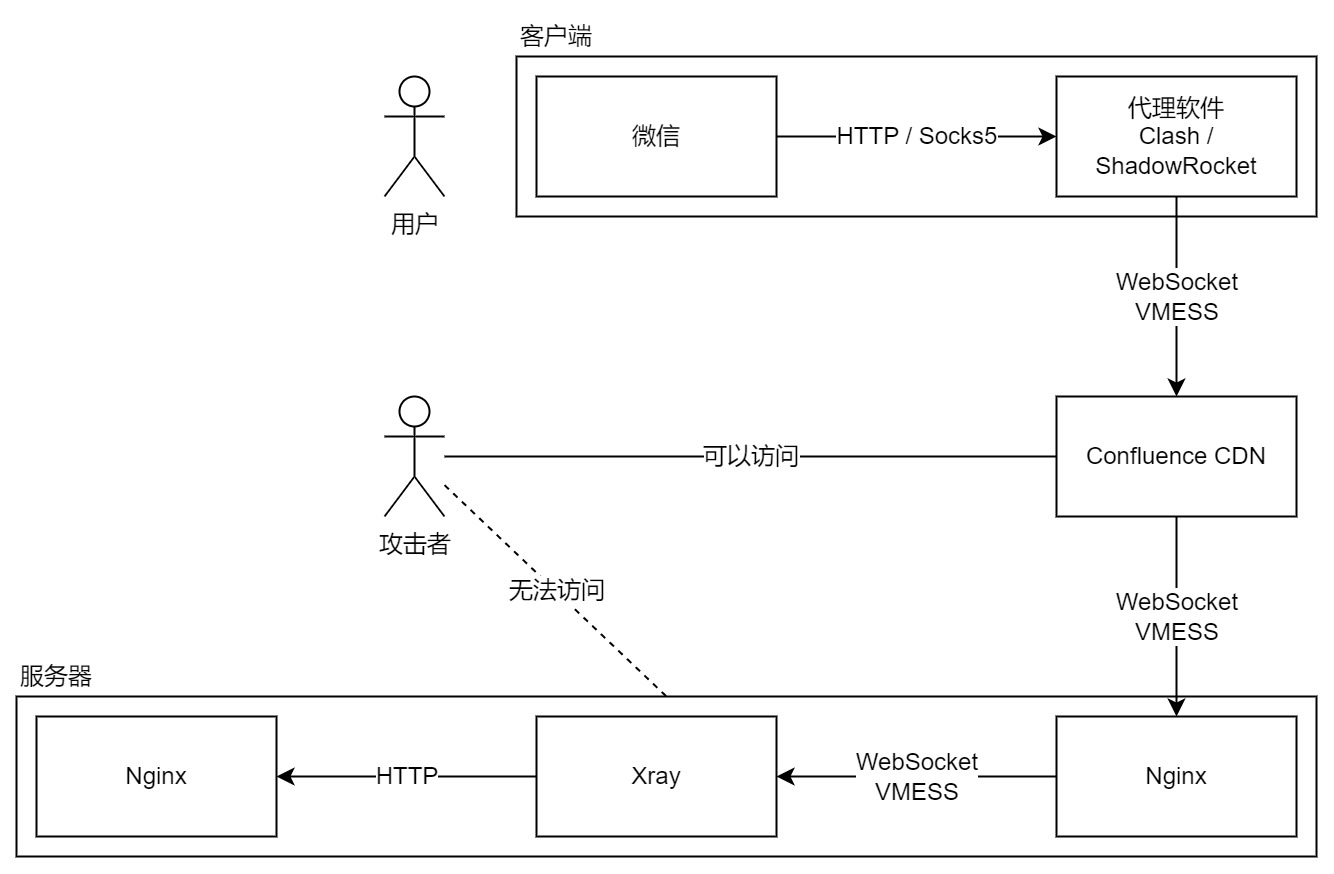 客户端
微信
HTTP / Socks5
代理软件
Clash /
ShadowRocket
用户
WebSocket
VMESS
可以访问
Confluence CDN
攻击者
无法访问
WebSocket
VMESS
服务器
Nginx
HTTP
Xray
WebSocket
VMESS
Nginx